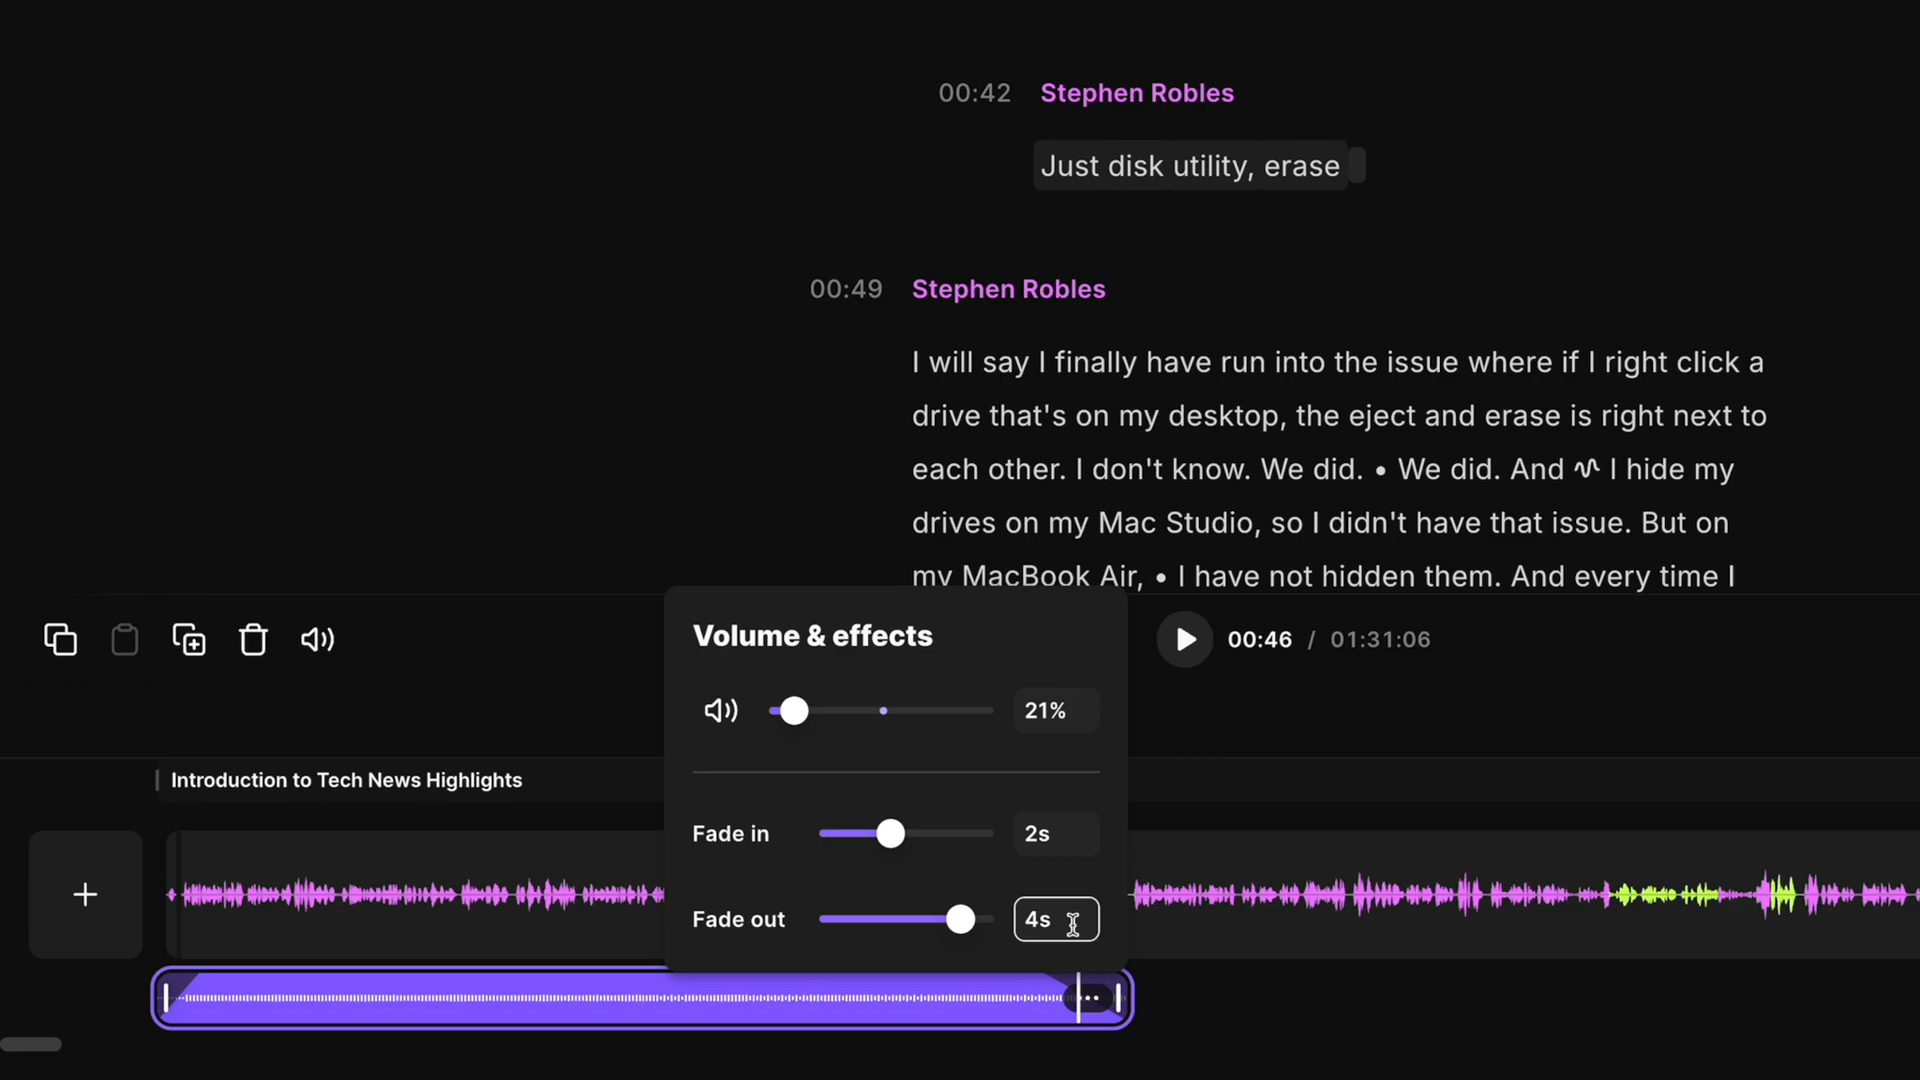 00:42 Stephen Robles
Just disk utility, erase
00:49 Stephen Robles
I will say I finally have run into the issue where if I right click a
drive that's on my desktop, the eject and erase is right next to
each other. I don't know. We did. • We did. And I hide my
drives on my Mac Studio, so I didn't have that issue. But on
my MacBook Air, • I have not hidden them. And every time I
00:46 / 01:31:06
Volume & effects
21%
Fade in 2s
Fade out 4s
Introduction to Tech News Highlights